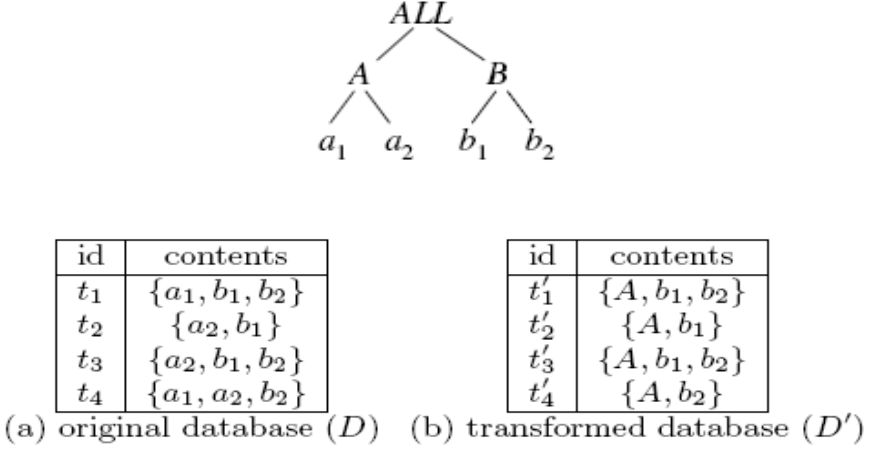 ALL
A B
a₁ a₂ b₁ b₂
id contents id contents
t₁ {a₁, b₁, b₂} t′₁ {A, b₁, b₂}
t₂ {a₂, b₁} t′₂ {A, b₁}
t₃ {a₂, b₁, b₂} t′₃ {A, b₁, b₂}
t₄ {a₁, a₂, b₂} t′₄ {A, b₂}
(a) original database (D) (b) transformed database (D′)